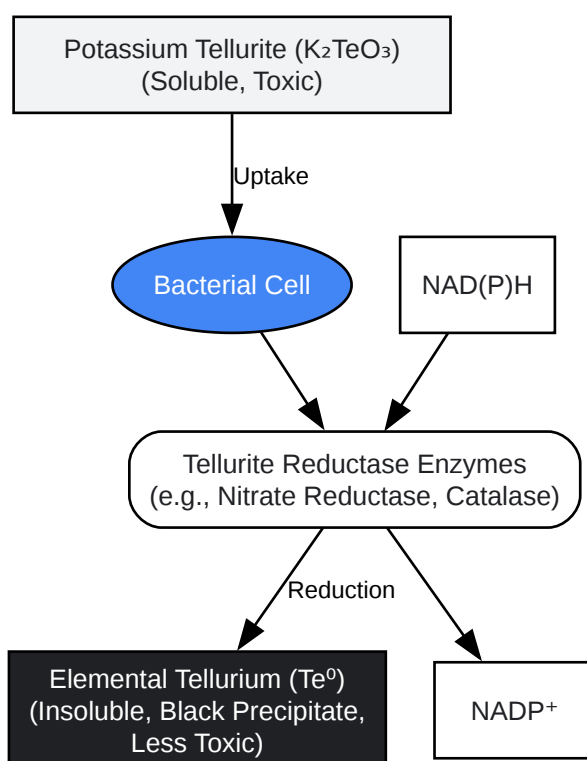 Potassium Tellurite (K₂TeO₃)
(Soluble, Toxic)
Uptake
Bacterial Cell
NAD(P)H
Tellurite Reductase Enzymes
(e.g., Nitrate Reductase, Catalase)
Reduction
Elemental Tellurium (Te⁰)
(Insoluble, Black Precipitate,
Less Toxic)
NADP⁺